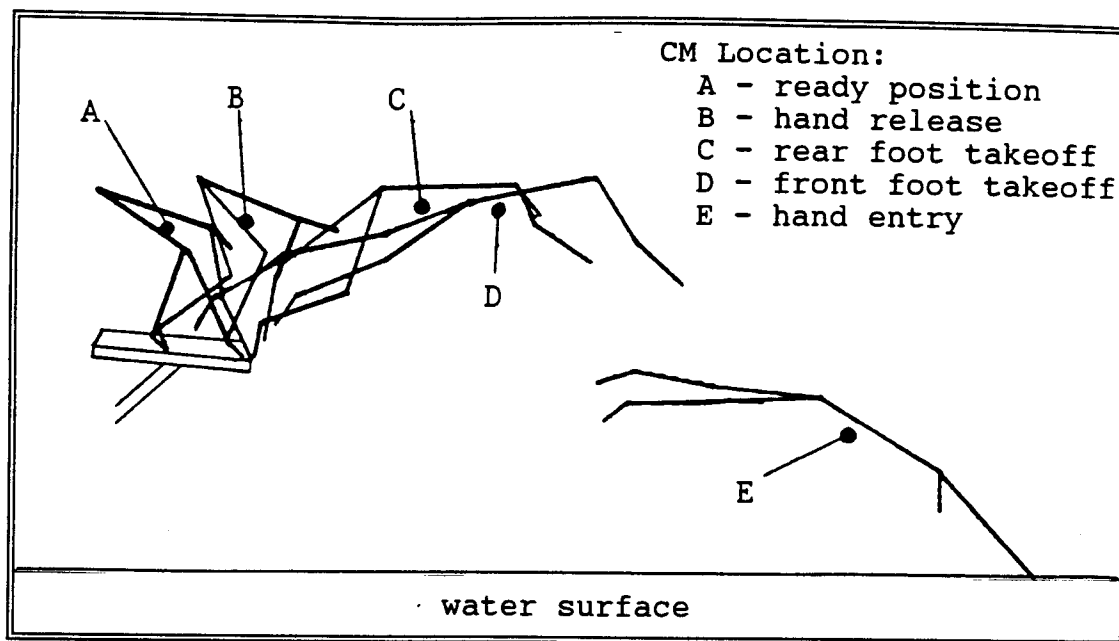 CM Location:
A - ready position
B - hand release
C - rear foot takeoff
D - front foot takeoff
E - hand entry
A
B
C
D
E
water surface